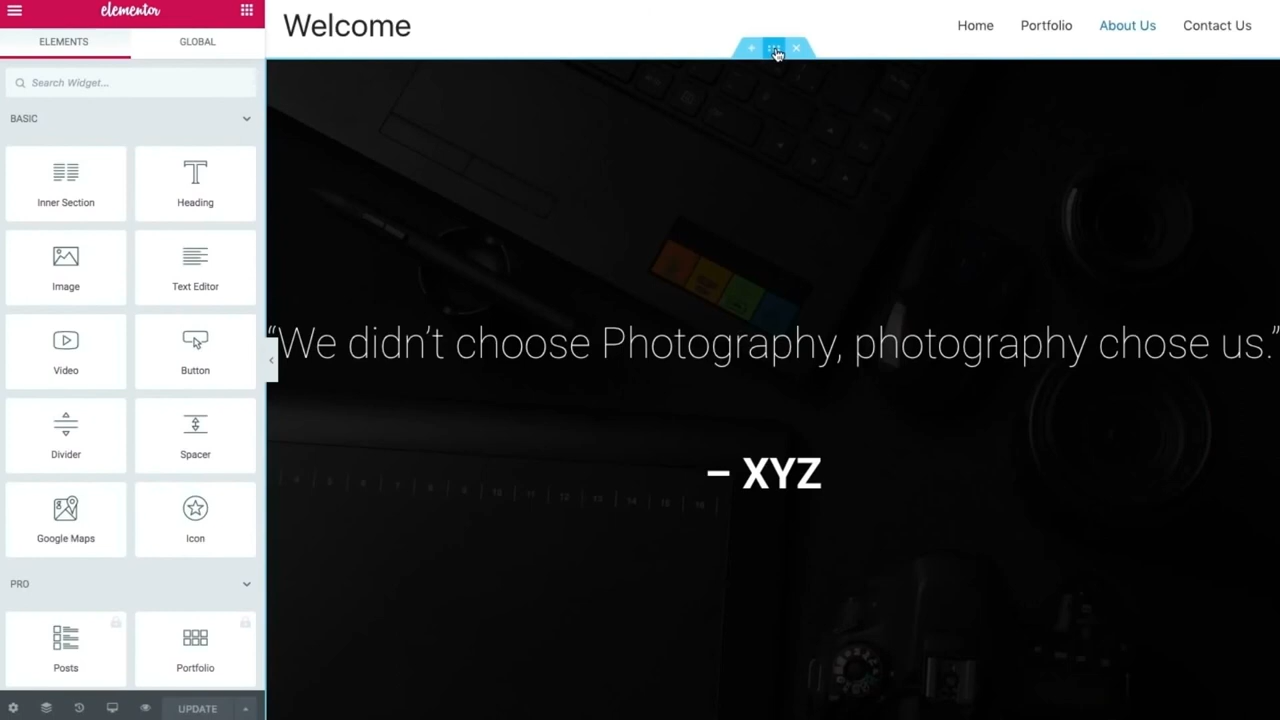 elementor
ELEMENTS
GLOBAL
Search Widget...
BASIC
Inner Section
Heading
Image
Text Editor
Video
Button
Divider
Spacer
Google Maps
Icon
PRO
Posts
Portfolio
UPDATE
Welcome
Home
Portfolio
About Us
Contact Us
“We didn’t choose Photography, photography chose us.”
– XYZ